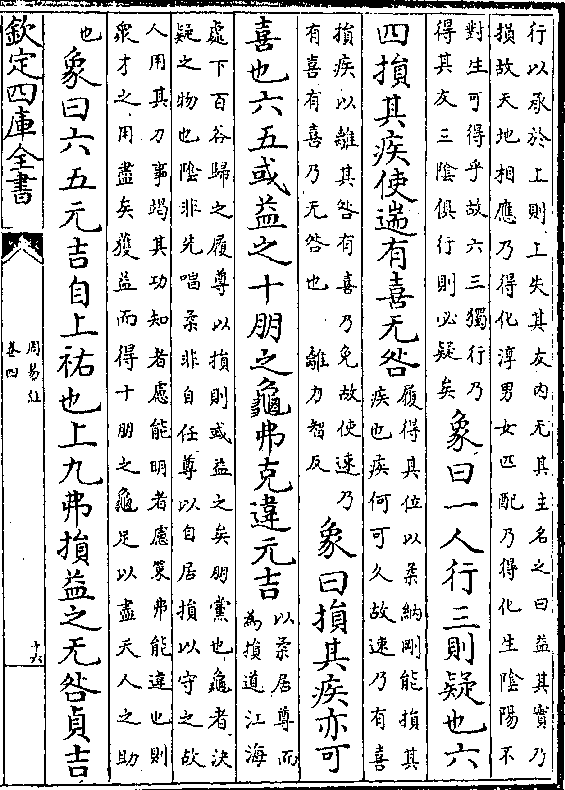 行以承於上則上失其友內无其主名之曰益其實乃
損故天地相應乃得化淳男女匹配乃得化生陰陽不
對生可得乎故六三獨行乃
得其友三陰俱行則必疑矣
象曰一人行三則疑也六
四損其疾使遄有喜无咎
履得其位以柔納剛能損其
疾也疾何可久故速乃有喜
損疾以離其咎有喜乃免故使速乃
有喜有喜乃无咎也　離力智反
象曰損其疾亦可
喜也六五或益之十朋之龜弗克違元吉
以柔居尊而
為損道江海
處下百谷歸之履尊以損則或益之矣朋黨也龜者決
疑之物也陰非先唱柔非自任尊以自居損以守之故
人用其力事竭其功知者慮能明者慮策弗能違也則
衆才之用盡矣獲益而得十朋之龜足以盡天人之助
也
象曰六五元吉自上祐也上九弗損益之无咎貞吉
欽定四庫全書
周易註
卷四
十六